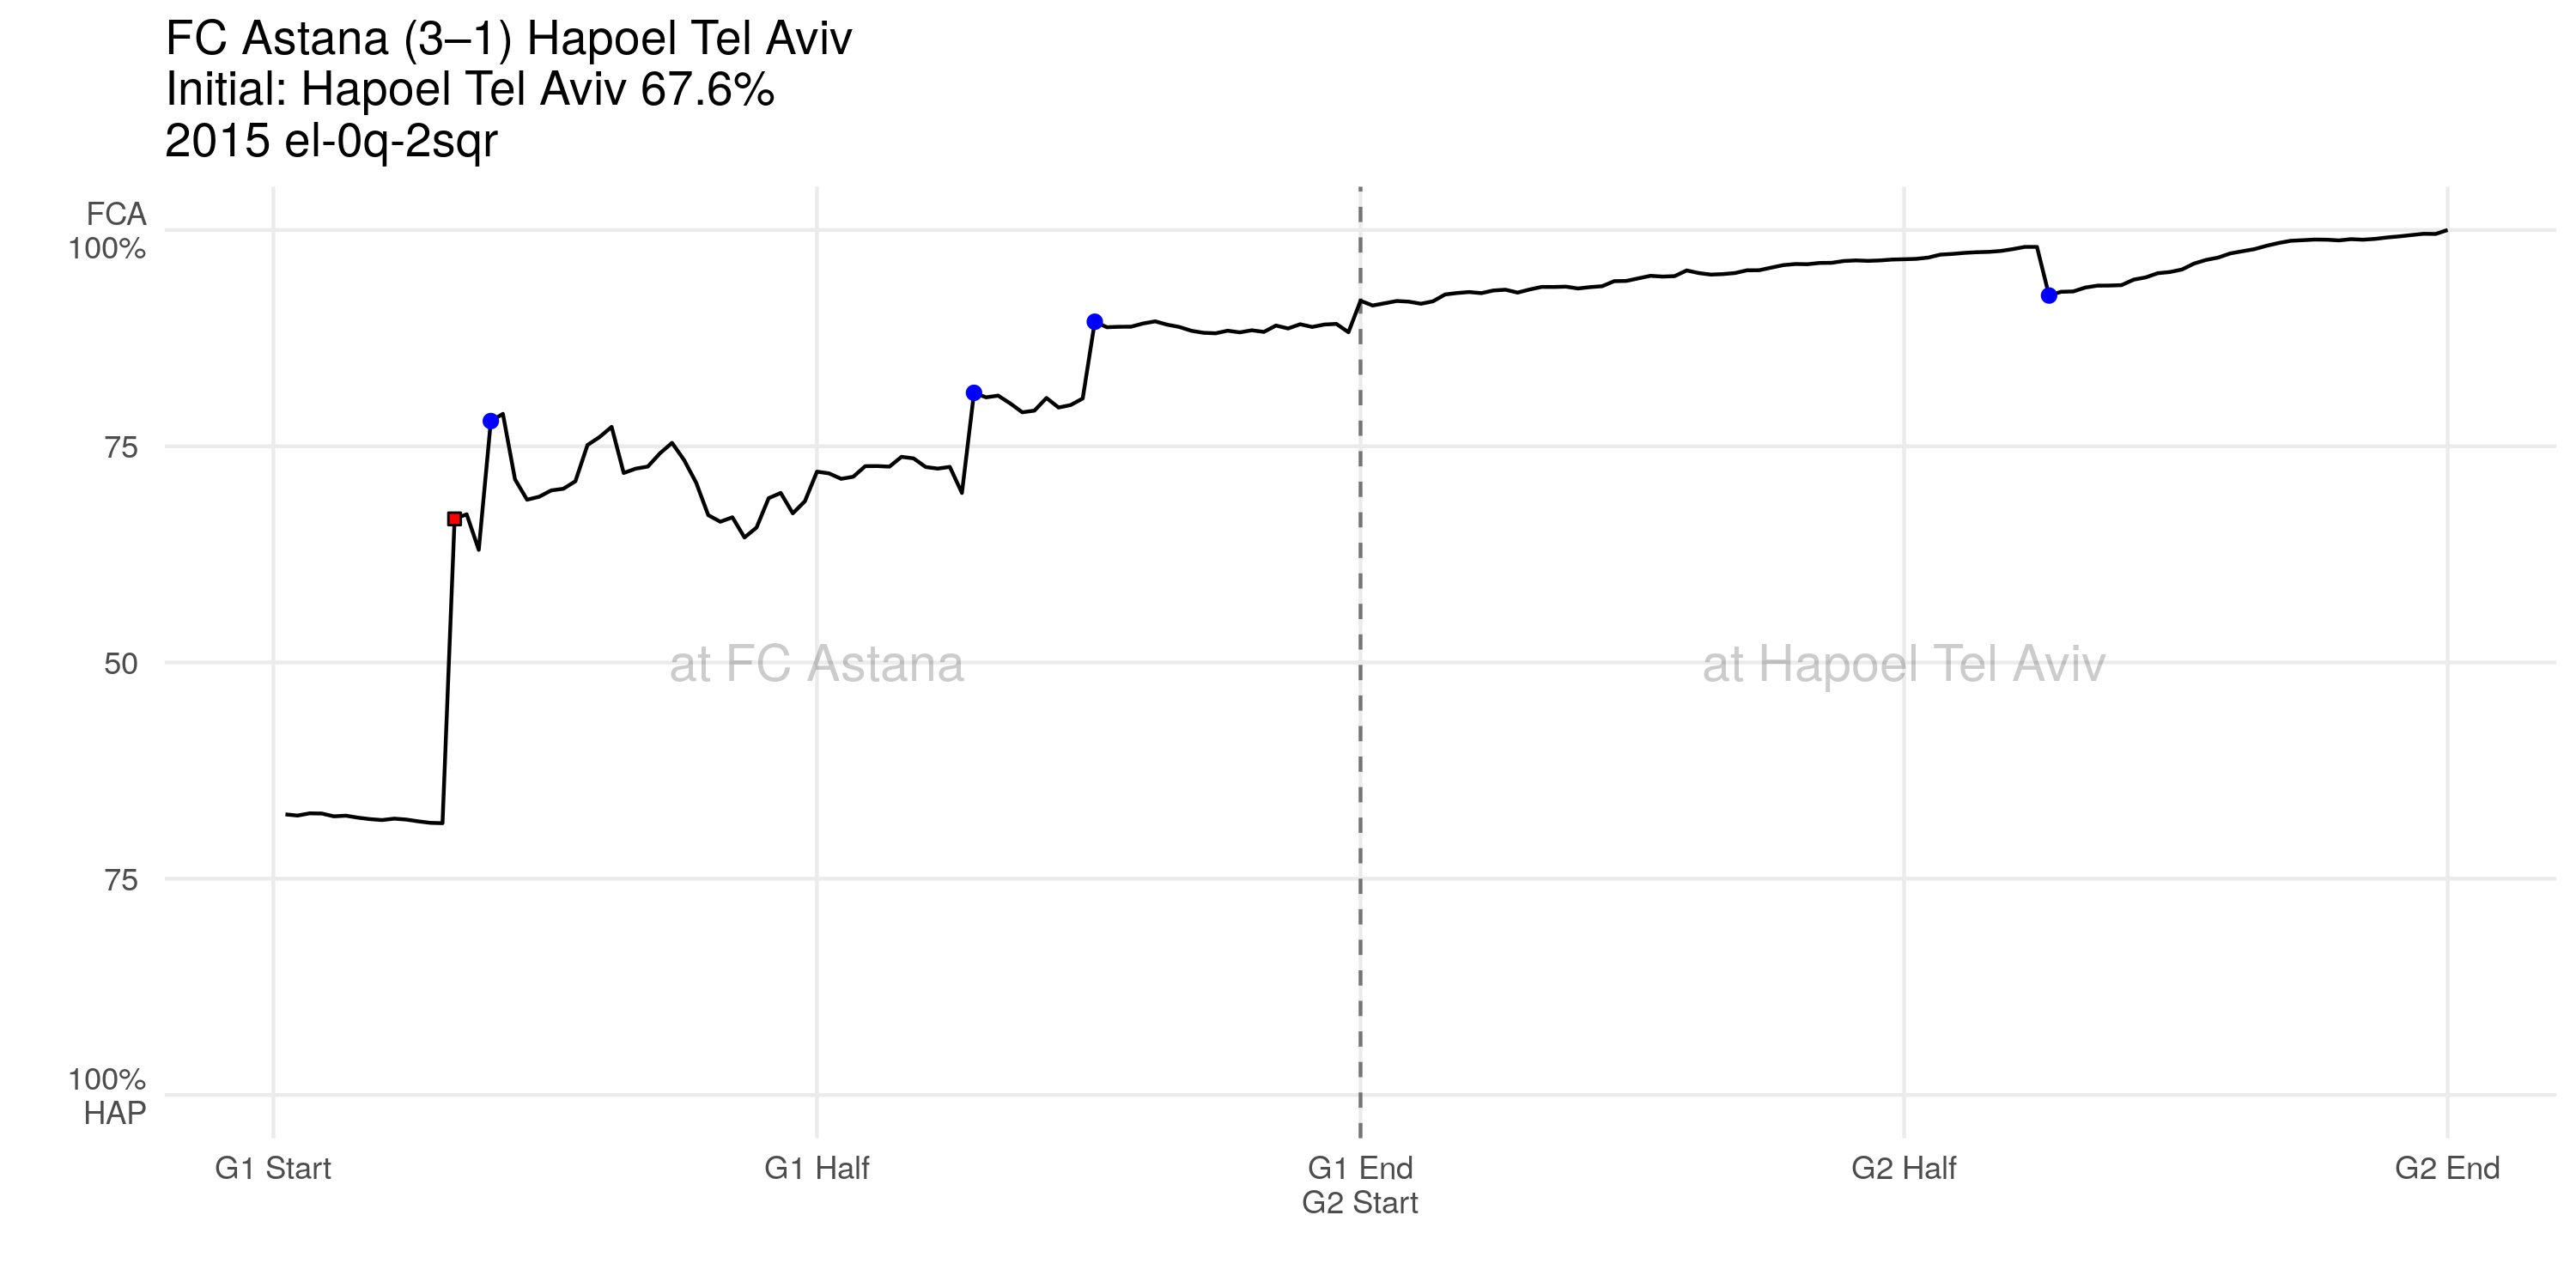 FC Astana (3–1) Hapoel Tel Aviv
Initial: Hapoel Tel Aviv 67.6%
2015 el-0q-2sqr
FCA
100%
75
50
75
100%
HAP
at FC Astana
at Hapoel Tel Aviv
G1 Start
G1 Half
G1 End
G2 Start
G2 Half
G2 End